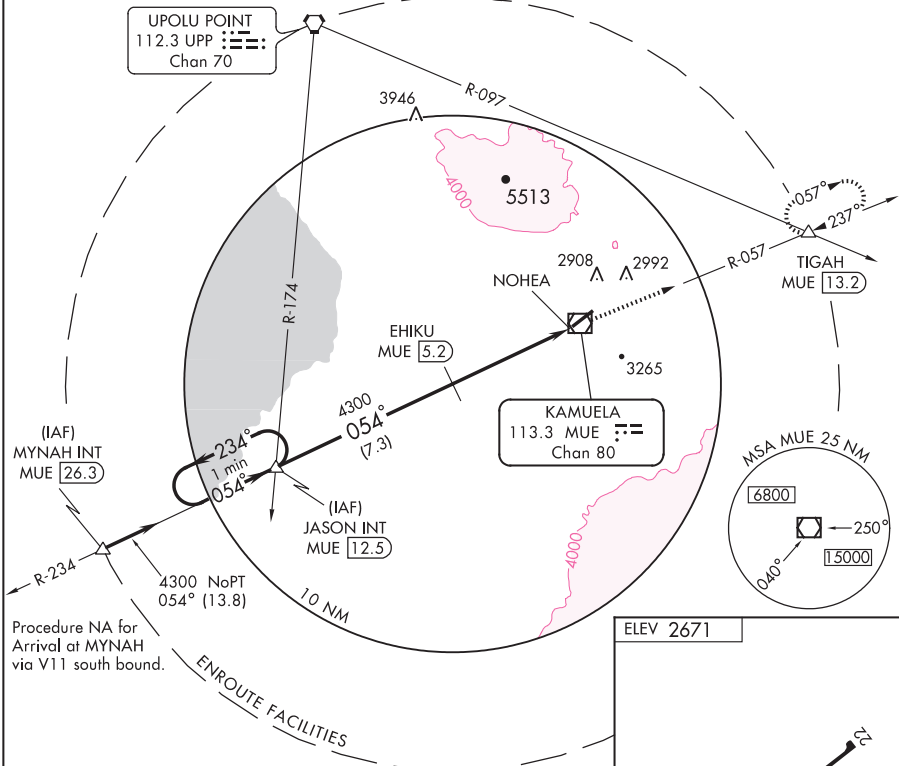 UPOLU POINT
112.3 UPP
Chan 70
R-097
3946
4000
5513
057°
237°
R-057
TIGAH
MUE 13.2
2908
2992
NOHEA
R-174
EHIKU
MUE 5.2
3265
4300
054°
(7.3)
KAMUELA
113.3 MUE
Chan 80
(IAF)
MYNAH INT
MUE 26.3
234°
1 min
054°
(IAF)
JASON INT
MUE 12.5
MSA MUE 25 NM
6800
250°
15000
040°
4000
R-234
4300 NoPT
054° (13.8)
10 NM
Procedure NA for
Arrival at MYNAH
via V11 south bound.
ENROUTE FACILITIES
ELEV 2671
22